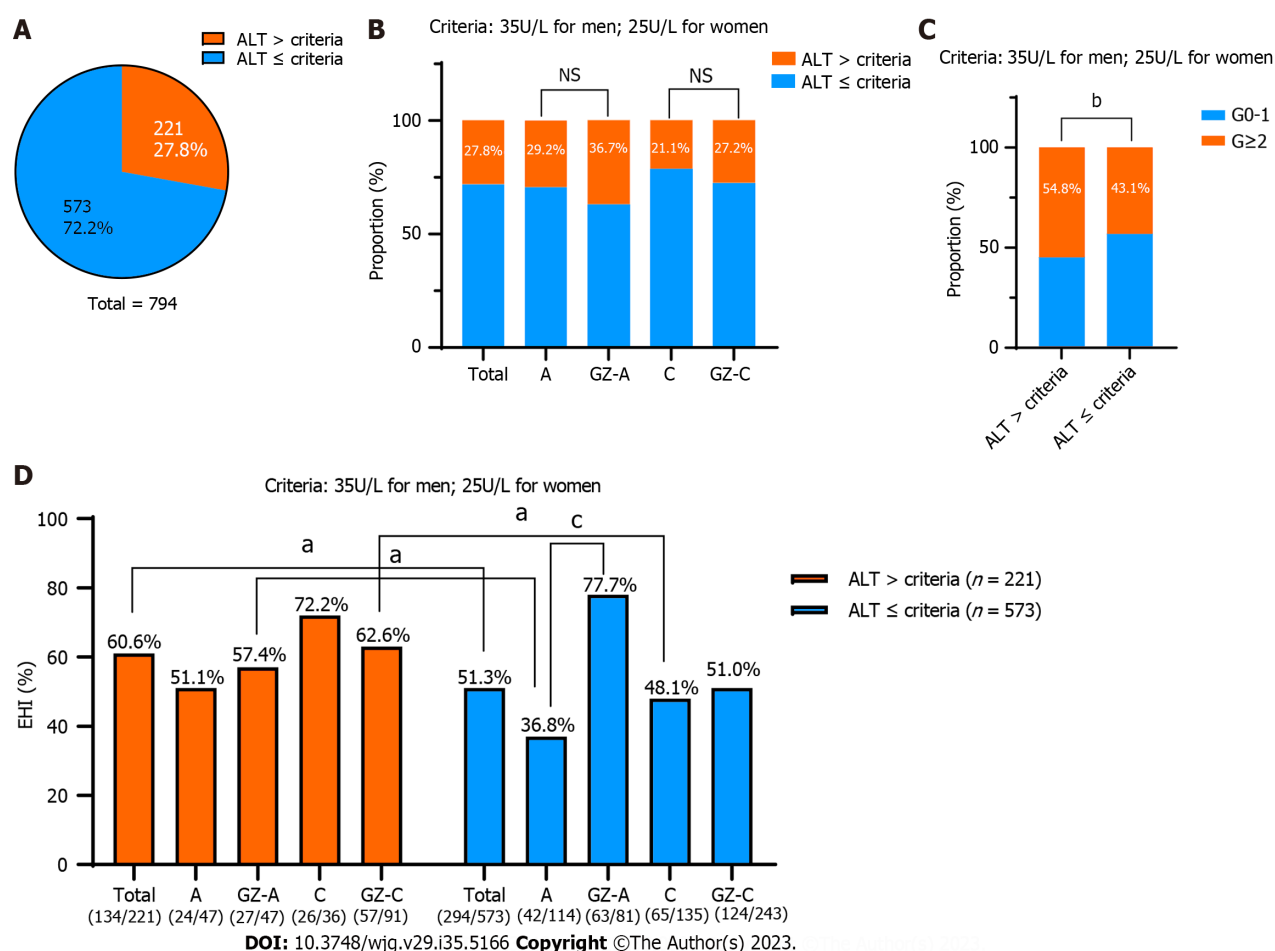 A
ALT > criteria
ALT ≤ criteria
221
27.8%
573
72.2%
Total = 794
B
Criteria: 35U/L for men; 25U/L for women
ALT > criteria
ALT ≤ criteria
NS
NS
Proportion (%)
100
50
0
27.8%
29.2%
36.7%
21.1%
27.2%
Total
A
GZ-A
C
GZ-C
C
Criteria: 35U/L for men; 25U/L for women
b
G0-1
G≥2
Proportion (%)
100
50
0
54.8%
43.1%
ALT > criteria
ALT ≤ criteria
D
Criteria: 35U/L for men; 25U/L for women
EHI (%)
100
80
60
40
20
0
a
a
a
c
60.6%
51.1%
57.4%
72.2%
62.6%
51.3%
36.8%
77.7%
48.1%
51.0%
ALT > criteria (n = 221)
ALT ≤ criteria (n = 573)
Total
A
GZ-A
C
GZ-C
Total
A
GZ-A
C
GZ-C
(134/221)
(24/47)
(27/47)
(26/36)
(57/91)
(294/573)
(42/114)
(63/81)
(65/135)
(124/243)
DOI: 10.3748/wjg.v29.i35.5166 Copyright ©The Author(s) 2023.